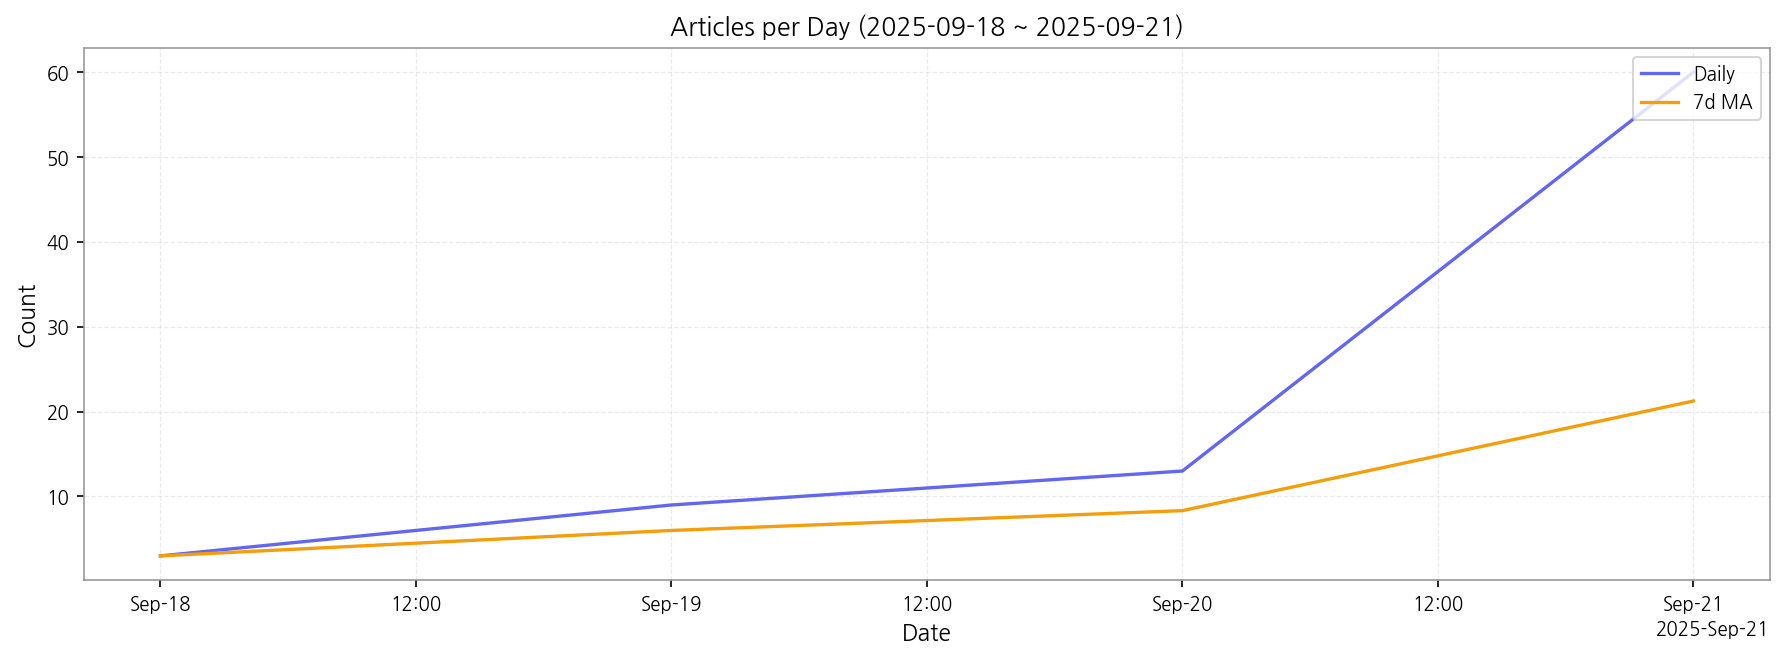 Articles per Day (2025-09-18 ~ 2025-09-21)
Daily
7d MA
60
50
40
30
20
10
Count
Sep-18
12:00
Sep-19
12:00
Sep-20
12:00
Sep-21
2025-Sep-21
Date